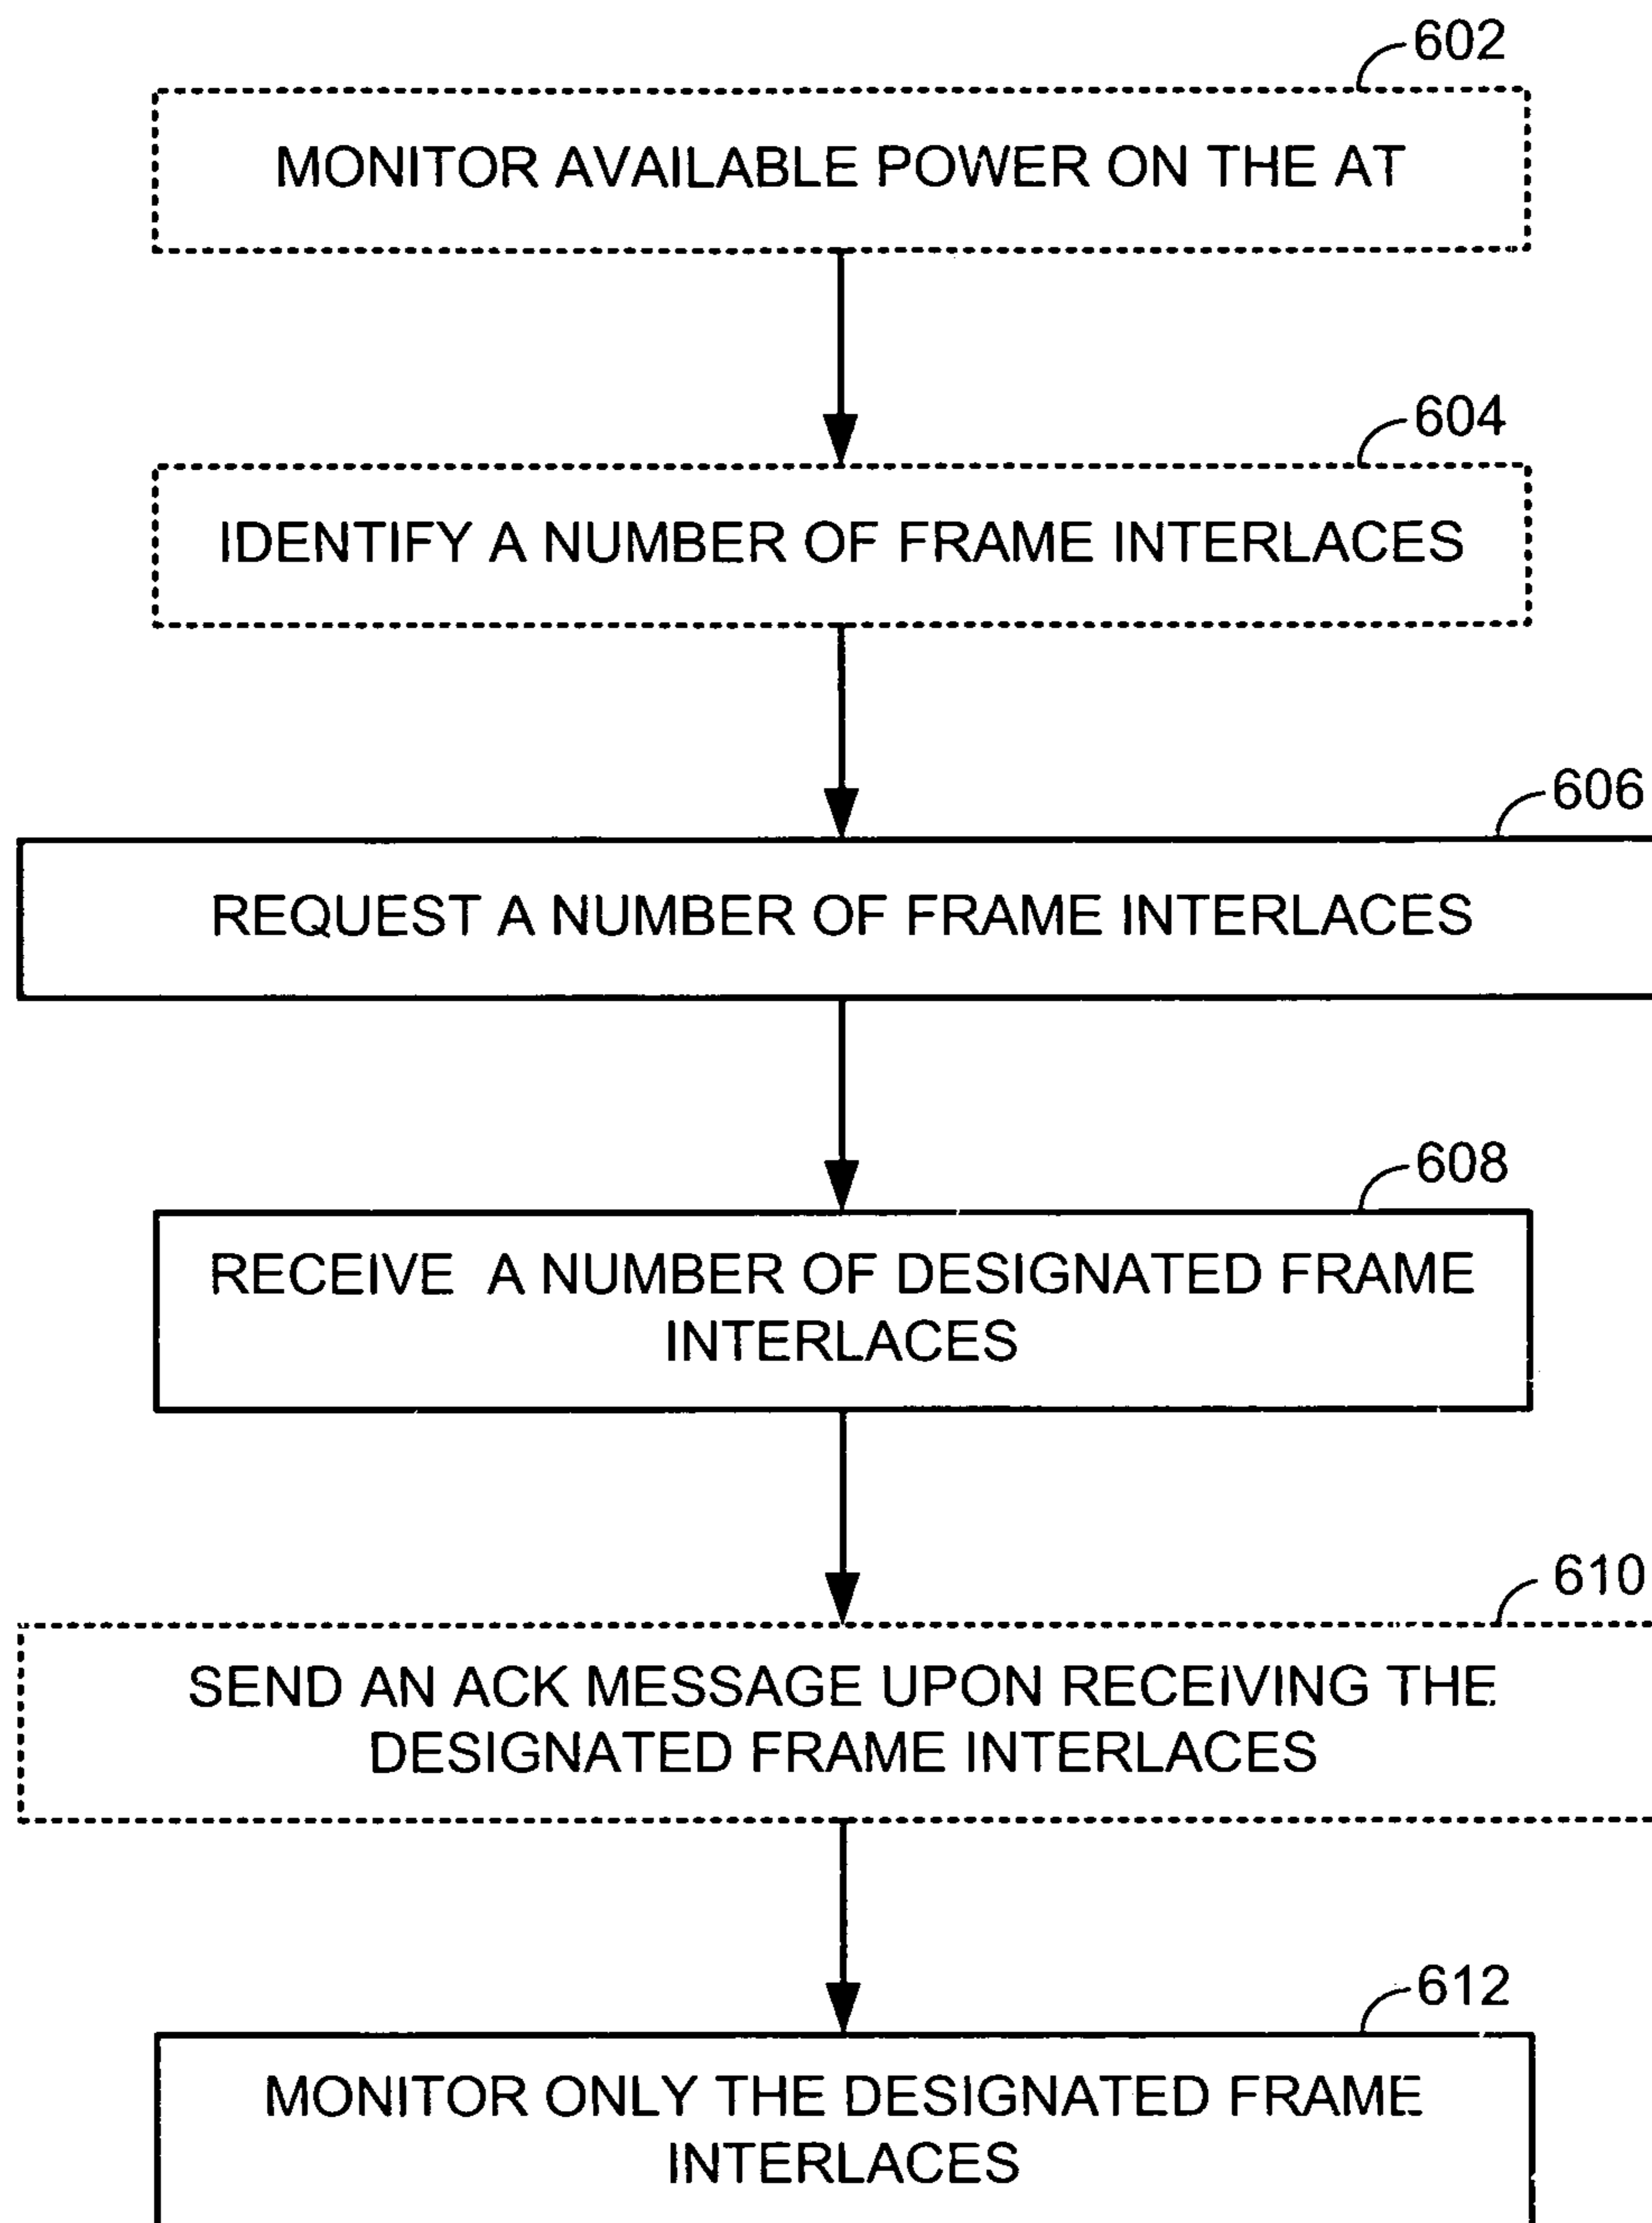 602
MONITOR AVAILABLE POWER ON THE AT
604
IDENTIFY A NUMBER OF FRAME INTERLACES
606
REQUEST A NUMBER OF FRAME INTERLACES
608
RECEIVE A NUMBER OF DESIGNATED FRAME
INTERLACES
610
SEND AN ACK MESSAGE UPON RECEIVING THE
DESIGNATED FRAME INTERLACES
612
MONITOR ONLY THE DESIGNATED FRAME
INTERLACES